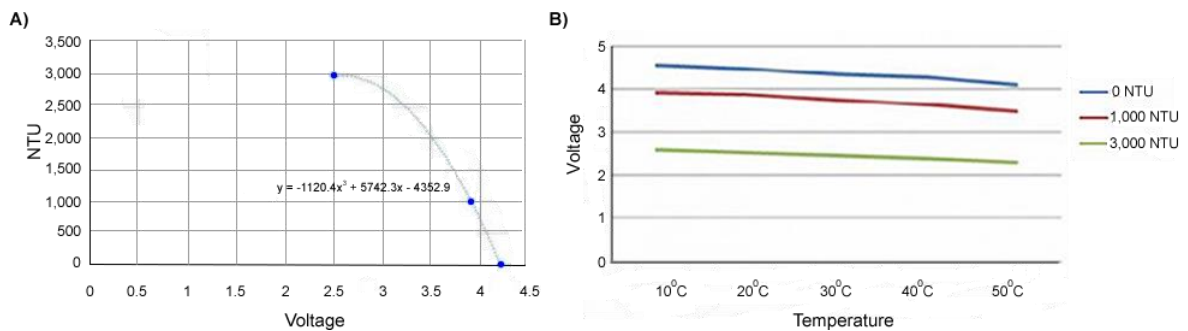 A)
3,500
3,000
2,500
2,000
1,500
1,000
500
0
NTU
y = -1120.4x³ + 5742.3x - 4352.9
0 0.5 1 1.5 2 2.5 3 3.5 4 4.5
Voltage
B)
5
4
3
2
1
0
Voltage
10⁰C 20⁰C 30⁰C 40⁰C 50⁰C
Temperature
0 NTU
1,000 NTU
3,000 NTU